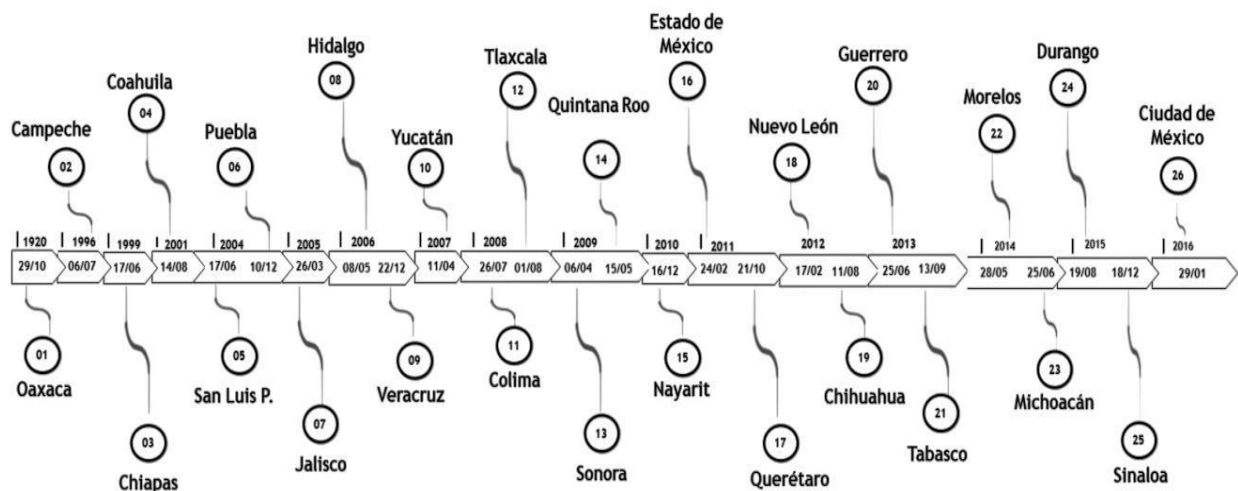 Campeche
02
Coahuila
04
Puebla
06
Hidalgo
08
Yucatán
10
Tlaxcala
12
Quintana Roo
14
Estado de
México
16
Nuevo León
18
Guerrero
20
Morelos
22
Durango
24
Ciudad de
México
26
1920
1996
1999
2001
2004
2005
2006
2007
2008
2009
2010
2011
2012
2013
2014
2015
2016
29/10
06/07
17/06
14/08
17/06
10/12
26/03
08/05
22/12
11/04
26/07
01/08
06/04
15/05
16/12
24/02
21/10
17/02
11/08
25/06
13/09
28/05
25/06
19/08
18/12
29/01
01
Oaxaca
03
Chiapas
05
San Luis P.
07
Jalisco
09
Veracruz
11
Colima
13
Sonora
15
Nayarit
17
Querétaro
19
Chihuahua
21
Tabasco
23
Michoacán
25
Sinaloa